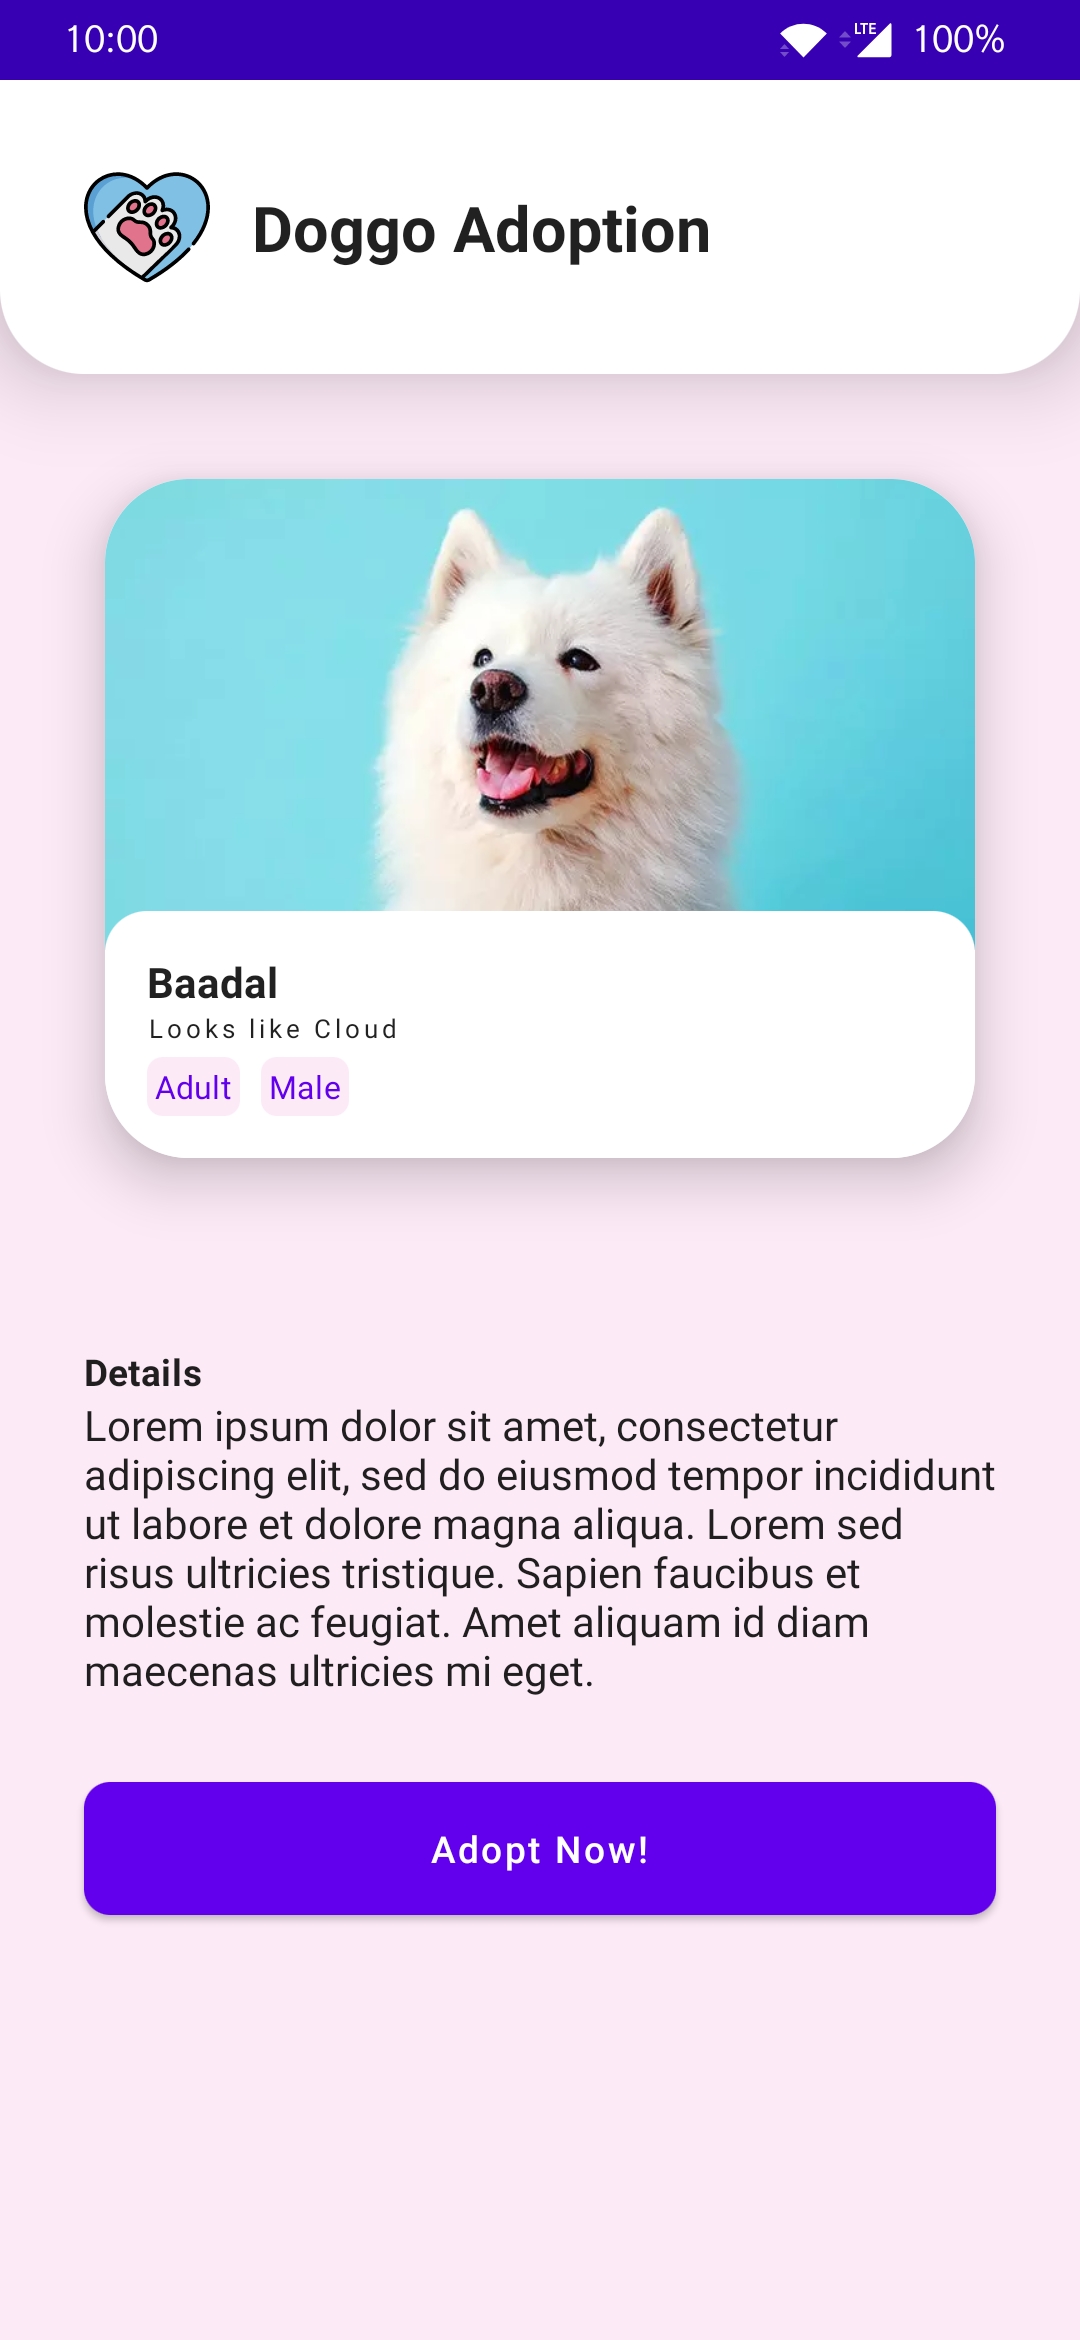 10:00
LTE
100%
Doggo Adoption
Baadal
Looks like Cloud
Adult Male
Details
Lorem ipsum dolor sit amet, consectetur
adipiscing elit, sed do eiusmod tempor incididunt
ut labore et dolore magna aliqua. Lorem sed
risus ultricies tristique. Sapien faucibus et
molestie ac feugiat. Amet aliquam id diam
maecenas ultricies mi eget.
Adopt Now!